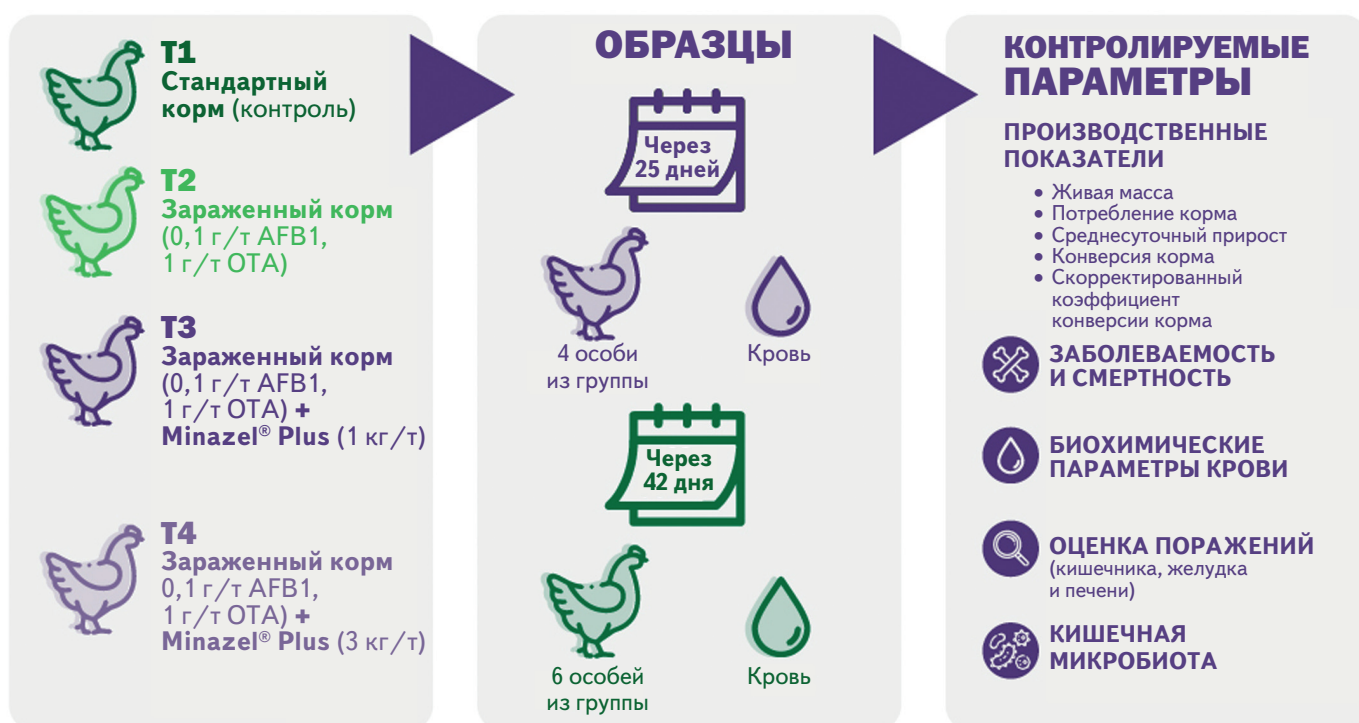 T1
Стандартный
корм (контроль)
T2
Зараженный корм
(0,1 г/т AFB1,
1 г/т OTA)
T3
Зараженный корм
(0,1 г/т AFB1,
1 г/т OTA) +
Minazel® Plus (1 кг/т)
T4
Зараженный корм
0,1 г/т AFB1,
1 г/т OTA) +
Minazel® Plus (3 кг/т)
ОБРАЗЦЫ
Через
25 дней
4 особи
из группы
Кровь
Через
42 дня
6 особей
из группы
Кровь
КОНТРОЛИРУЕМЫЕ
ПАРАМЕТРЫ
ПРОИЗВОДСТВЕННЫЕ
ПОКАЗАТЕЛИ
• Живая масса
• Потребление корма
• Среднесуточный прирост
• Конверсия корма
• Скорректированный
коэффициент
конверсии корма
ЗАБОЛЕВАЕМОСТЬ
И СМЕРТНОСТЬ
БИОХИМИЧЕСКИЕ
ПАРАМЕТРЫ КРОВИ
ОЦЕНКА ПОРАЖЕНИЙ
(кишечника, желудка
и печени)
КИШЕЧНАЯ
МИКРОБИОТА